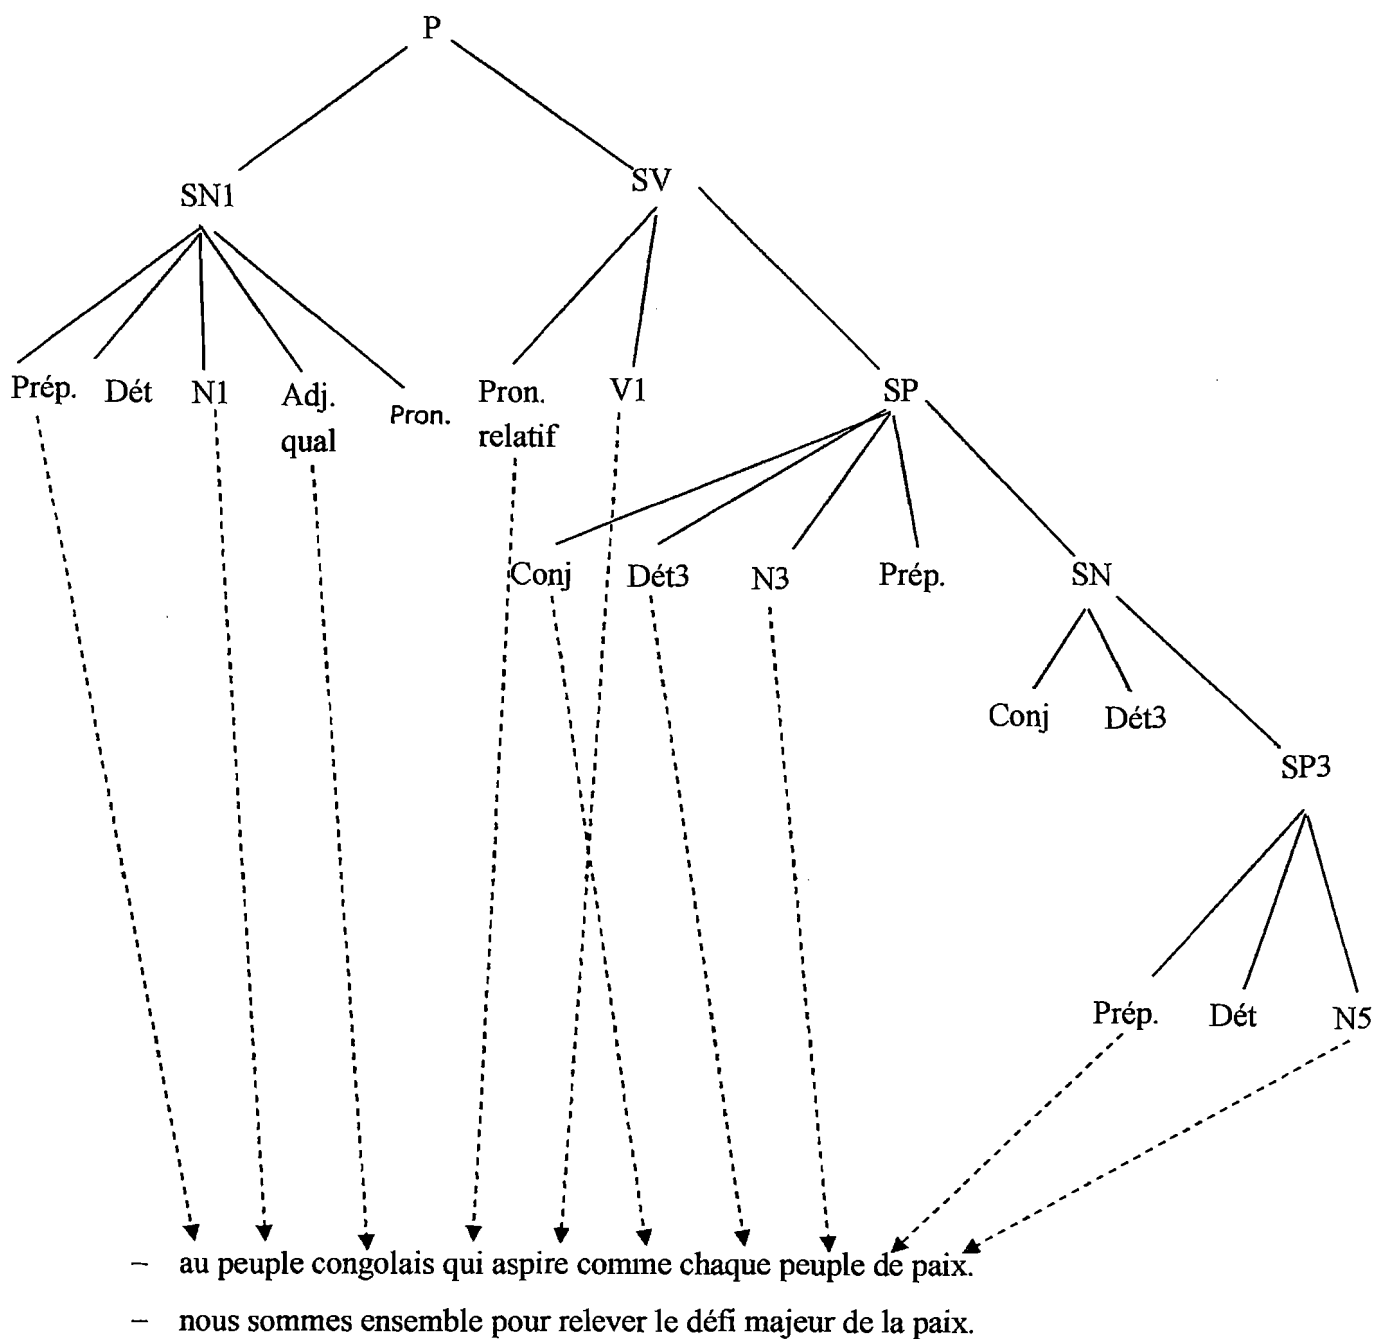 P
SN1 SV
Prép. Dét N1 Adj. qual Pron. Pron. relatif V1 SP
Conj Dét3 N3 Prép. SN
Conj Dét3
SP3
Prép. Dét N5
– au peuple congolais qui aspire comme chaque peuple de paix.
– nous sommes ensemble pour relever le défi majeur de la paix.